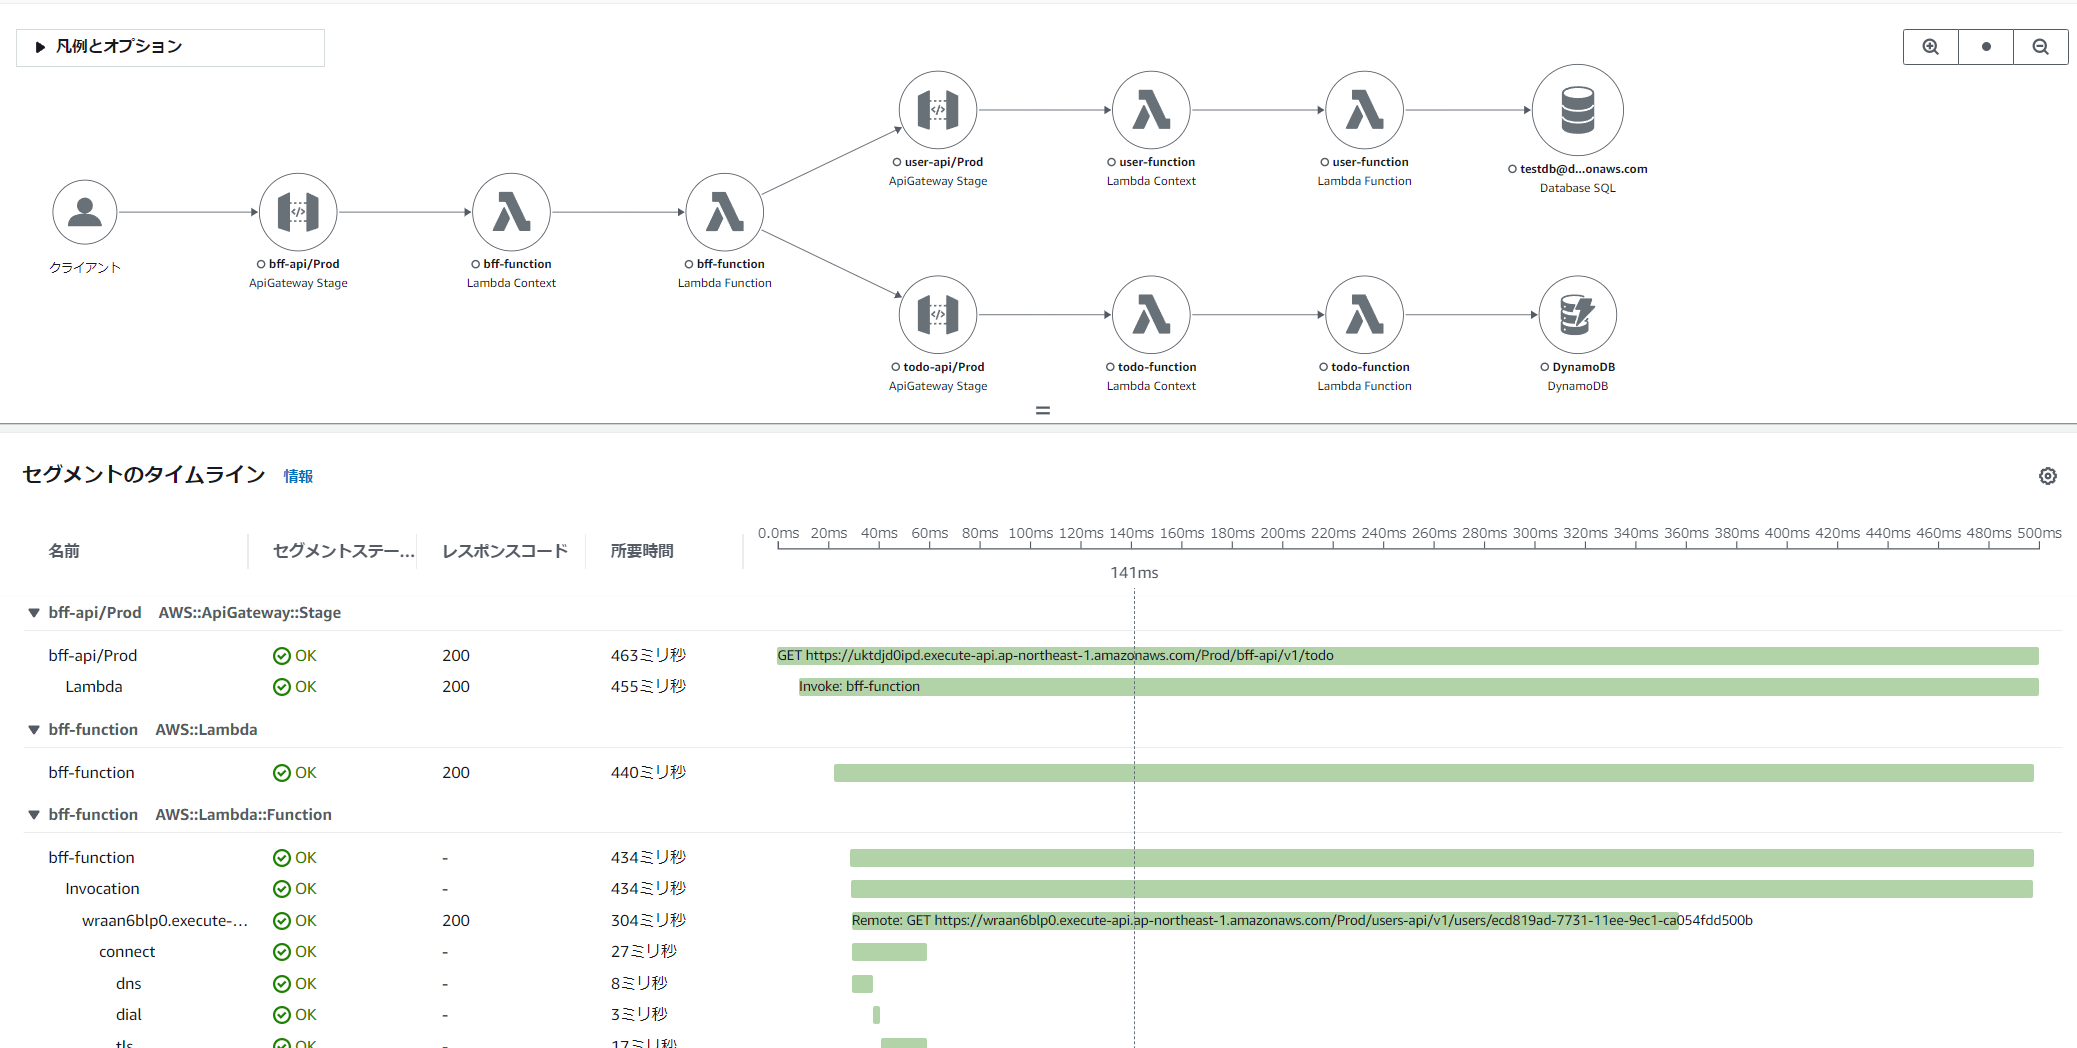 凡例とオプション
user-api/Prod
ApiGateway Stage
user-function
Lambda Context
user-function
Lambda Function
testdb@d...onaws.com
Database SQL
クライアント
bff-api/Prod
ApiGateway Stage
bff-function
Lambda Context
bff-function
Lambda Function
todo-api/Prod
ApiGateway Stage
todo-function
Lambda Context
todo-function
Lambda Function
DynamoDB
DynamoDB
セグメントのタイムライン 情報
名前 セグメントステー... レスポンスコード 所要時間 0.0ms 20ms 40ms 60ms 80ms 100ms 120ms 140ms 160ms 180ms 200ms 220ms 240ms 260ms 280ms 300ms 320ms 340ms 360ms 380ms 400ms 420ms 440ms 460ms 480ms 500ms
141ms
bff-api/Prod AWS::ApiGateway::Stage
bff-api/Prod OK 200 463ミリ秒 GET https://uktdjd0ipd.execute-api.ap-northeast-1.amazonaws.com/Prod/bff-api/v1/todo
Lambda OK 200 455ミリ秒 Invoke: bff-function
bff-function AWS::Lambda
bff-function OK 200 440ミリ秒
bff-function AWS::Lambda::Function
bff-function OK - 434ミリ秒
Invocation OK - 434ミリ秒
wraan6blp0.execute-... OK 200 304ミリ秒 Remote: GET https://wraan6blp0.execute-api.ap-northeast-1.amazonaws.com/Prod/users-api/v1/users/ecd819ad-7731-11ee-9ec1-ca054fdd500b
connect OK - 27ミリ秒
dns OK - 8ミリ秒
dial OK - 3ミリ秒
tls OK - 17ミリ秒